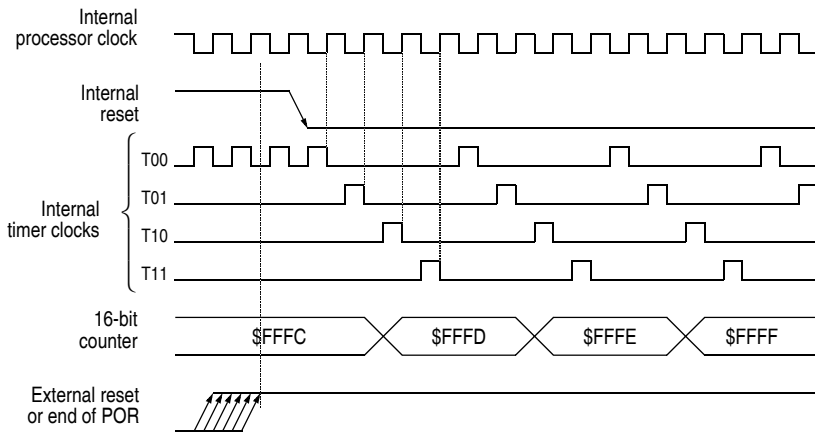 Internal
processor clock
Internal
reset
Internal
timer clocks
T00
T01
T10
T11
16-bit
counter
$FFFC
$FFFD
$FFFE
$FFFF
External reset
or end of POR